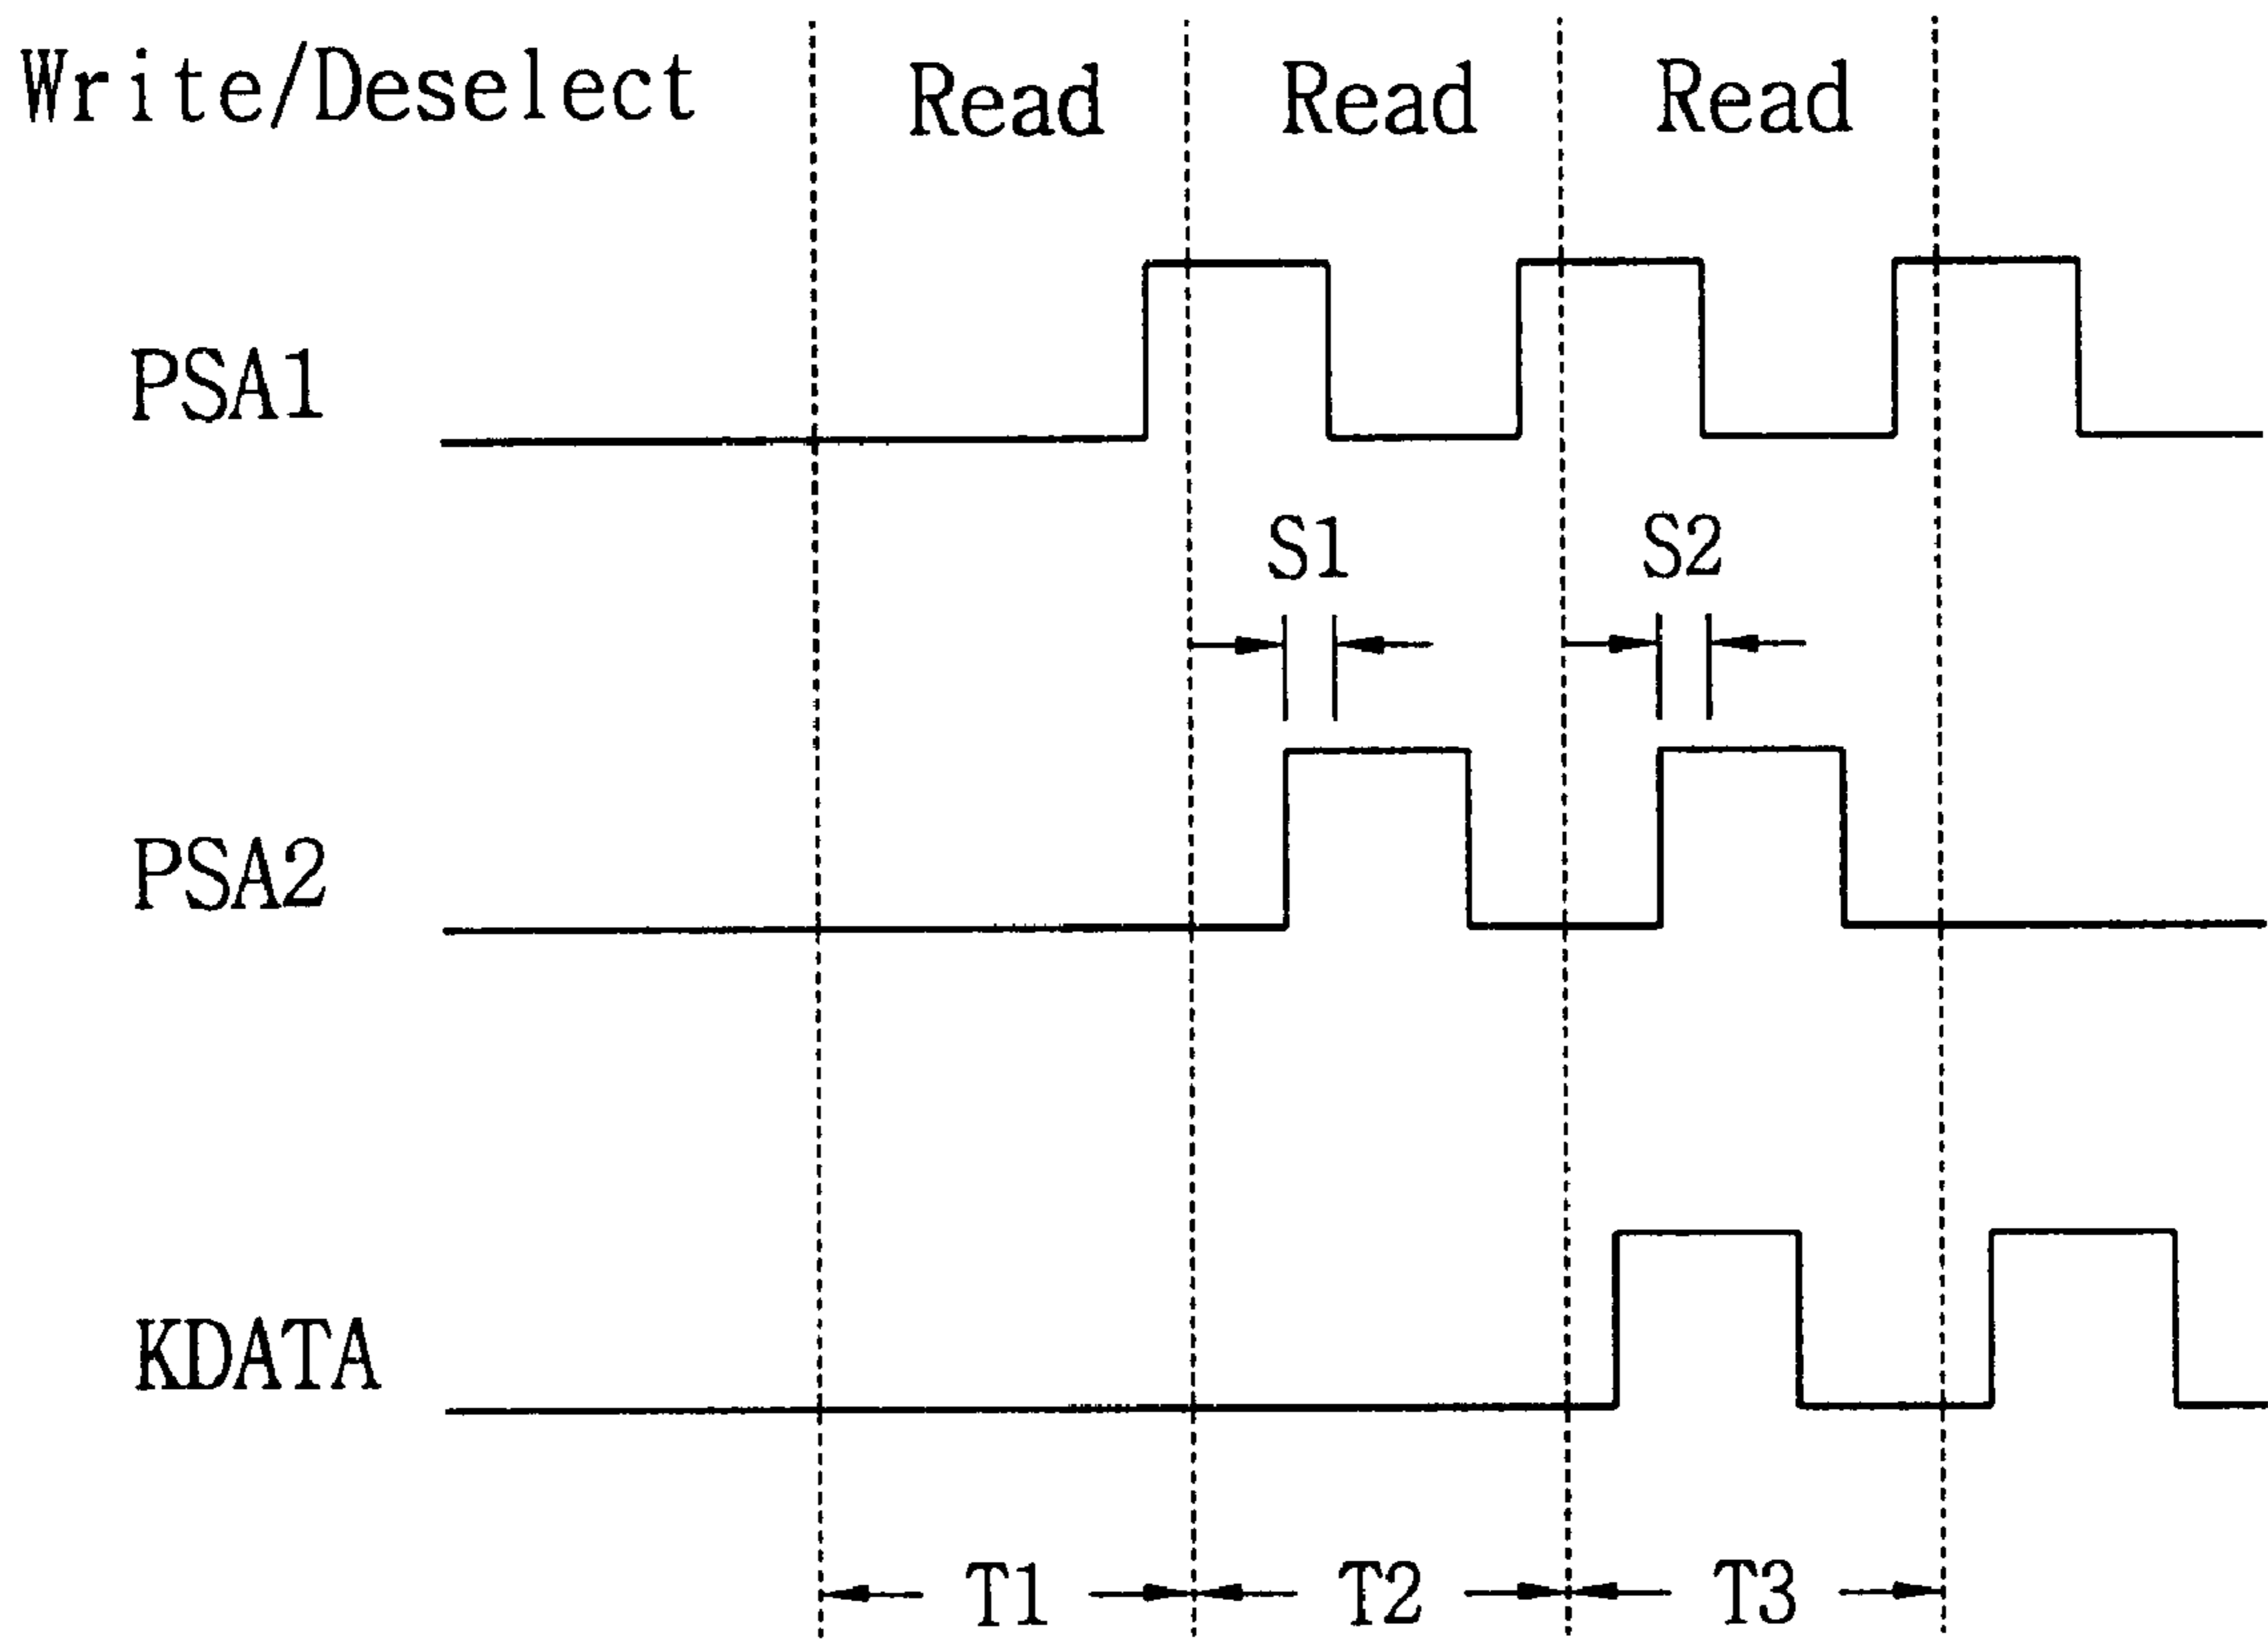 Write/Deselect Read Read Read
PSA1
S1 S2
PSA2
KDATA
T1 T2 T3